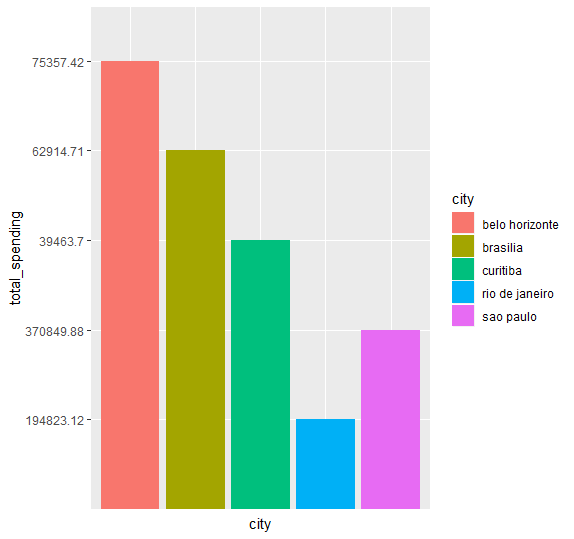 75357.42
62914.71
39463.7
370849.88
194823.12
total_spending
city
city
belo horizonte
brasilia
curitiba
rio de janeiro
sao paulo